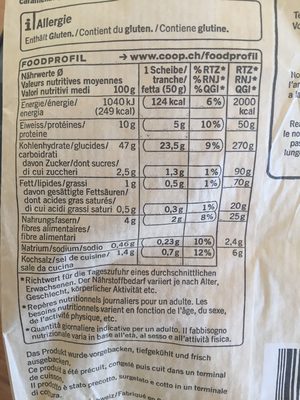 i Allergie
Enthält Gluten. / Contient du gluten. / Contiene glutine.
FOODPROFIL → www.coop.ch/foodprofil
Nährwerte Ø 1 Scheibe/ % RTZ* RTZ*
Valeurs nutritives moyennes tranche/ % RNJ* RNJ*
Valori nutritivi medi 100g fetta (50 g) % QGI* QGI*
Energie/énergie/ 1040 kJ 124 kcal 6% 2000
energia (249 kcal) kcal
Eiweiss/protéines/ 10g 5g 10% 50g
proteine
Kohlenhydrate/glucides/ 47 g 23,5g 9% 270g
carboidrati
davon Zucker/dont sucres/
di cui zuccheri 2,5g 1,3g 1% 90g
Fett/lipides/grassi 1g 0,5g 1% 70g
davon gesättigte Fettsäuren/
dont acides gras saturés/
di cui acidi grassi saturi 0,5g 0,3g 1% 20g
Nahrungsfasern/ 4g 2g 8% 25g
fibres alimentaires/
fibre alimentari
Natrium/sodium/sodio 0,46g 0,23g 10% 2,4g
Kochsalz/sel de cuisine/ 1,4g 0,7g 12% 6g
sale da cucina
*Richtwert für die Tageszufuhr eines durchschnittlichen
Erwachsenen. Der Nährstoffbedarf variiert je nach Alter,
Geschlecht, körperlicher Aktivität etc.
*Repères nutritionnels journaliers pour un adulte. Les
besoins nutritionnels varient en fonction de l'âge, du sexe,
de l'activité physique, etc.
*Quantità giornaliere indicative per un adulto. Il fabbisogno
nutrizionale varia in base all'età, al sesso e all'attività fisica.
Das Produkt wurde vorgebacken, tiefgekühlt und frisch
ausgebacken.
Ce produit a été précuit, congelé puis cuit dans un terminal
de cuisson.
Il prodotto è stato precotto, surgelato e cotto in un terminale
di cottura.